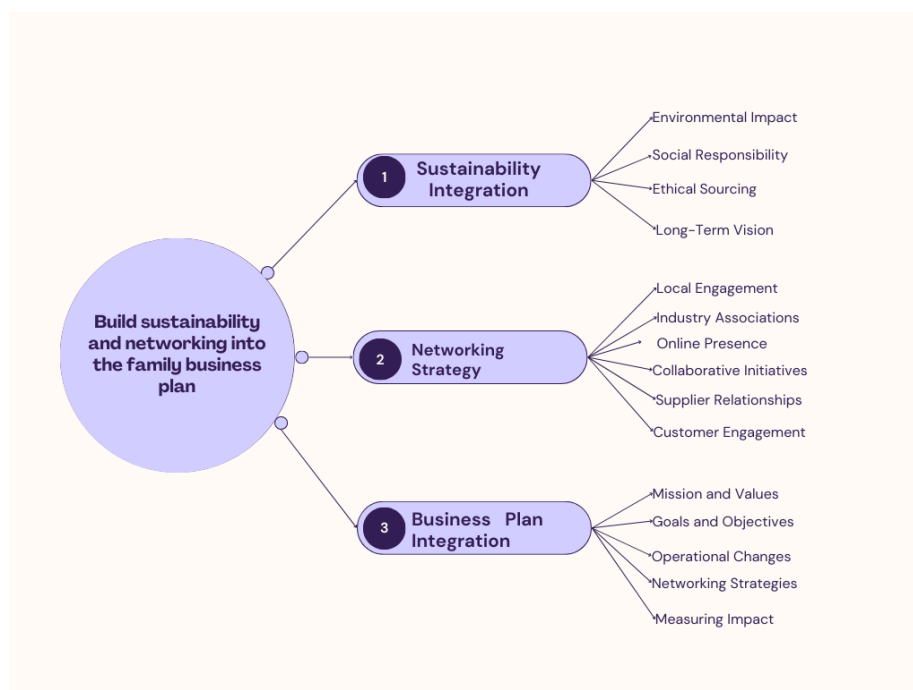 Build sustainability
and networking into
the family business
plan
1
Sustainability
Integration
Environmental Impact
Social Responsibility
Ethical Sourcing
Long-Term Vision
2
Networking
Strategy
Local Engagement
Industry Associations
Online Presence
Collaborative Initiatives
Supplier Relationships
Customer Engagement
3
Business Plan
Integration
Mission and Values
Goals and Objectives
Operational Changes
Networking Strategies
Measuring Impact